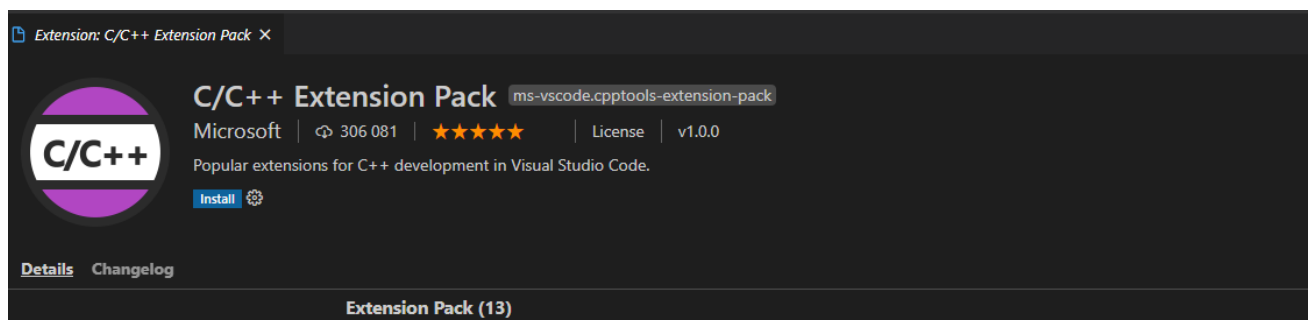 Extension: C/C++ Extension Pack
C/C++
C/C++ Extension Pack ms-vscode.cpptools-extension-pack
Microsoft 306 081 License v1.0.0
Popular extensions for C++ development in Visual Studio Code.
Install
Details Changelog
Extension Pack (13)